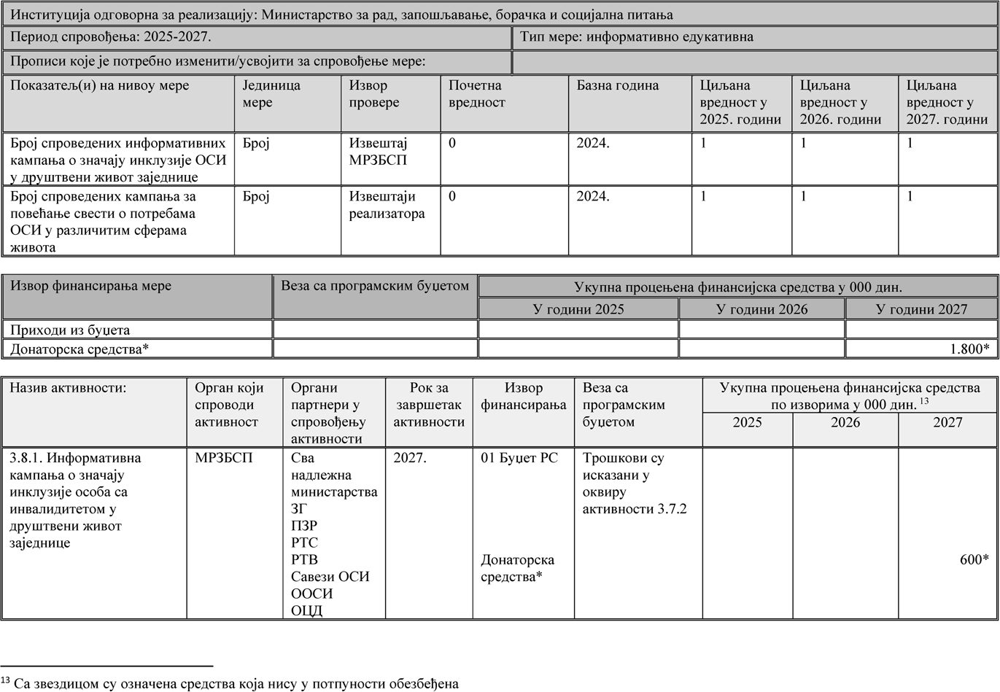 Институција одговорна за реализацију: Министарство за рад, запошљавање, борачка и социјална питања
Период спровођења: 2025-2027.
Тип мере: информативно едукативна
Прописи које је потребно изменити/усвојити за спровођење мере:
Показатељ(и) на нивоу мере
Јединица
мере
Извор
провере
Почетна
вредност
Базна година
Циљана
вредност у
2025. години
Циљана
вредност у
2026. години
Циљана
вредност у
2027. години
Број спроведених информативних
кампања о значају инклузије ОСИ
у друштвени живот заједнице
Број
Извештај
МРЗБСП
0
2024.
1
1
1
Број спроведених кампања за
повећање свести о потребама
ОСИ у различитим сферама
живота
Број
Извештаји
реализатора
0
2024.
1
1
1
Извор финансирања мере
Веза са програмским буџетом
Укупна процењена финансијска средства у 000 дин.
У години 2025
У години 2026
У години 2027
Приходи из буџета
Донаторска средства*
1.800*
Назив активности:
Орган који
спроводи
активност
Органи
партнери у
спровођењу
активности
Рок за
завршетак
активности
Извор
финансирања
Веза са
програмским
буџетом
Укупна процењена финансијска средства
по изворима у 000 дин. 13
2025
2026
2027
3.8.1. Информативна
кампања о значају
инклузије особа са
инвалидитетом у
друштвени живот
заједнице
МРЗБСП
Сва
надлежна
министарства
ЗГ
ПЗР
РТС
РТВ
Савези ОСИ
ООСИ
ОЦД
2027.
01 Буџет РС
Донаторска
средства*
Трошкови су
исказани у
оквиру
активности 3.7.2
600*
13 Са звездицом су означена средства која нису у потпуности обезбеђена